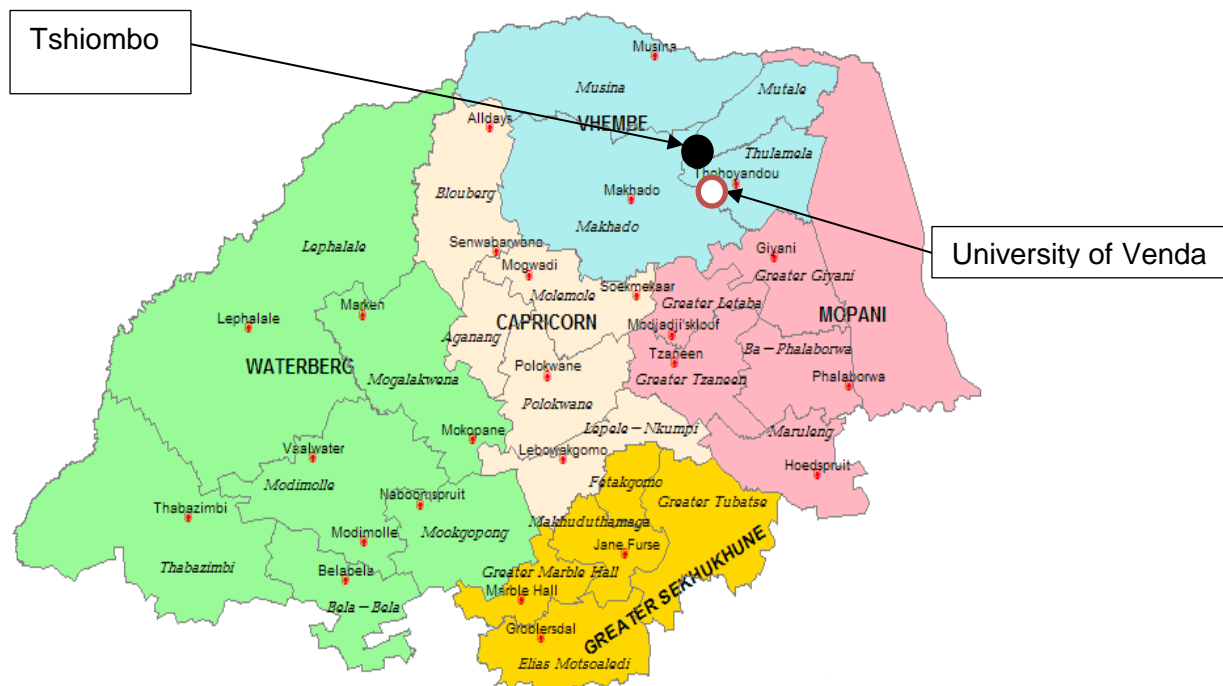 Tshiombo
Musina
Musina
Mutale
Alldays
VHEMBE
Thulamela
Thohoyandou
Blouberg
Makhado
Makhado
University of Venda
Lephalale
Senwabarwana
Mogwadi
Giyani
Greater Giyani
Molemole
Soekmekaar
Greater Letaba
Marken
Lephalale
CAPRICORN
MOPANI
Modjadji'skloof
Aganang
Tzaneen
Ba-Phalaborwa
WATERBERG
Polokwane
Greater Tzaneen
Mogalakwena
Phalaborwa
Polokwane
Lepele-Nkumpi
Maruleng
Mokopane
Vaalwater
Lebowakgomo
Hoedspruit
Modimolle
Fetakgomo
Naboomspruit
Greater Tubatse
Thabazimbi
Makhuduthamaga
Mookgopong
Modimolle
Jane Furse
Thabazimbi
Belabela
Greater Marble Hall
GREATER SEKHUKHUNE
Marble Hall
Bela-Bela
Groblersdal
Elias Motsoaledi